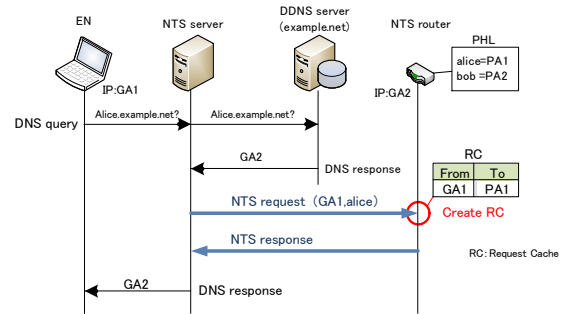 EN
NTS server
DDNS server
(example.net)
NTS router
PHL
alice=PA1
bob =PA2
IP:GA1
IP:GA2
Alice.example.net?
Alice.example.net?
DNS query
GA2
DNS response
RC
From To
GA1 PA1
NTS request (GA1,alice)
Create RC
NTS response
RC: Request Cache
GA2
DNS response